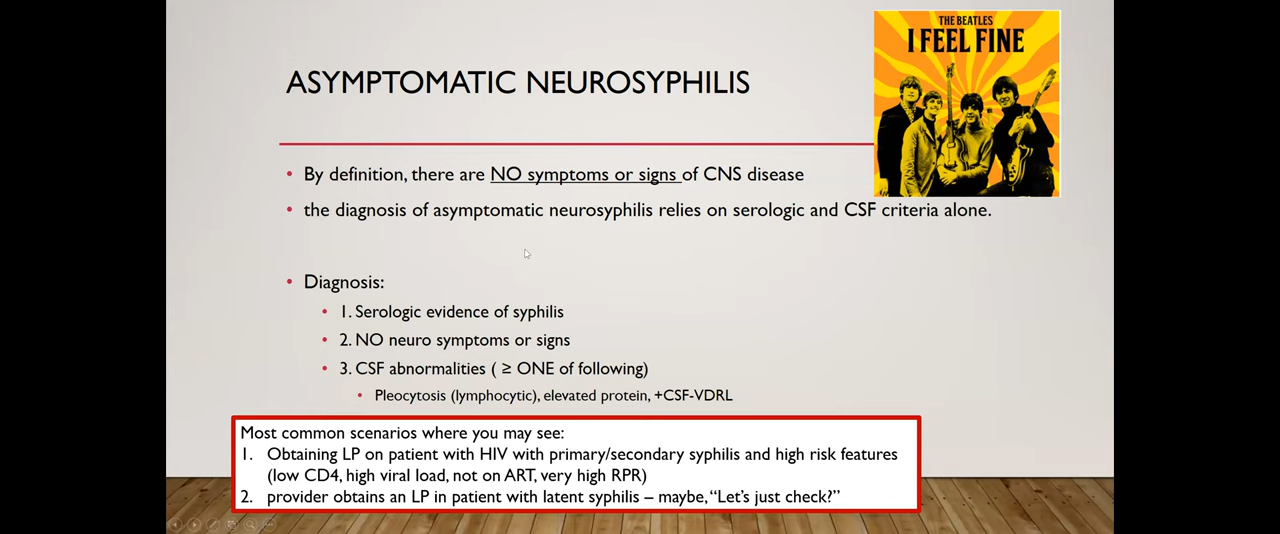 THE BEATLES
I FEEL FINE
ASYMPTOMATIC NEUROSYPHILIS
• By definition, there are NO symptoms or signs of CNS disease
• the diagnosis of asymptomatic neurosyphilis relies on serologic and CSF criteria alone.
• Diagnosis:
• 1. Serologic evidence of syphilis
• 2. NO neuro symptoms or signs
• 3. CSF abnormalities ( ≥ ONE of following)
• Pleocytosis (lymphocytic), elevated protein, +CSF-VDRL
Most common scenarios where you may see:
1. Obtaining LP on patient with HIV with primary/secondary syphilis and high risk features
(low CD4, high viral load, not on ART, very high RPR)
2. provider obtains an LP in patient with latent syphilis – maybe, “Let’s just check?”